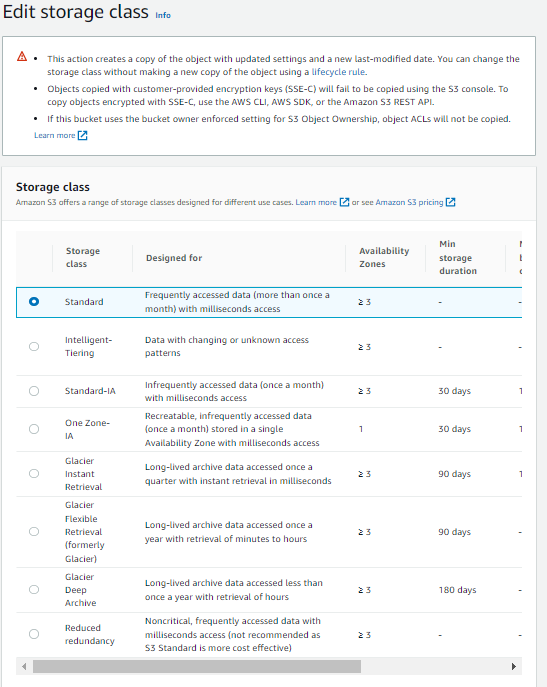 Edit storage class Info
This action creates a copy of the object with updated settings and a new last-modified date. You can change the
storage class without making a new copy of the object using a lifecycle rule.
Objects copied with customer-provided encryption keys (SSE-C) will fail to be copied using the S3 console. To
copy objects encrypted with SSE-C, use the AWS CLI, AWS SDK, or the Amazon S3 REST API.
If this bucket uses the bucket owner enforced setting for S3 Object Ownership, object ACLs will not be copied.
Learn more
Storage class
Amazon S3 offers a range of storage classes designed for different use cases. Learn more or see Amazon S3 pricing
Storage
class
Designed for
Availability
Zones
Min
storage
duration
Standard
Frequently accessed data (more than once a
month) with milliseconds access
≥ 3
-
-
Intelligent-
Tiering
Data with changing or unknown access
patterns
≥ 3
-
-
Standard-IA
Infrequently accessed data (once a month)
with milliseconds access
≥ 3
30 days
1
One Zone-
IA
Recreatable, infrequently accessed data
(once a month) stored in a single
Availability Zone with milliseconds access
1
30 days
1
Glacier
Instant
Retrieval
Long-lived archive data accessed once a
quarter with instant retrieval in milliseconds
≥ 3
90 days
1
Glacier
Flexible
Retrieval
(formerly
Glacier)
Long-lived archive data accessed once a
year with retrieval of minutes to hours
≥ 3
90 days
-
Glacier
Deep
Archive
Long-lived archive data accessed less than
once a year with retrieval of hours
≥ 3
180 days
-
Reduced
redundancy
Noncritical, frequently accessed data with
milliseconds access (not recommended as
S3 Standard is more cost effective)
≥ 3
-
-